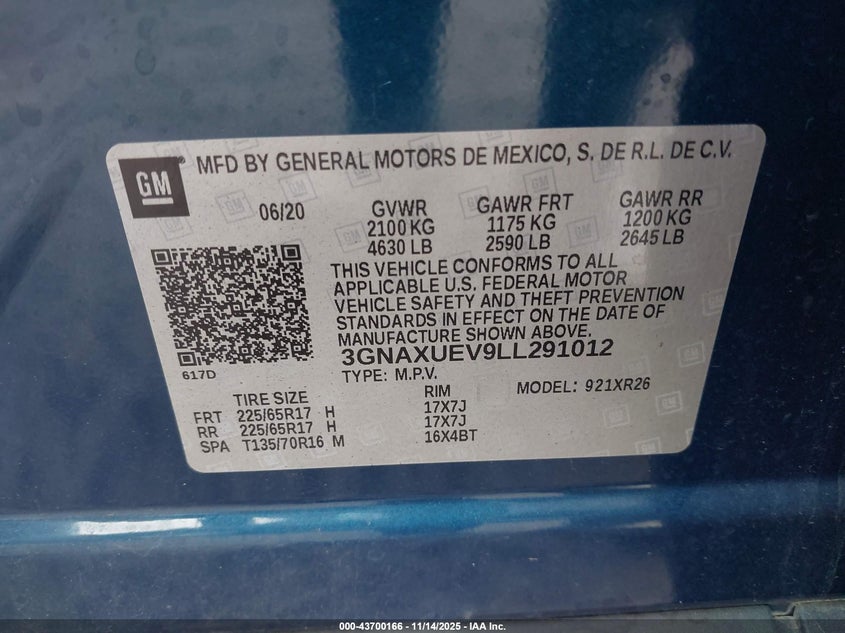 GM ® MFD BY GENERAL MOTORS DE MEXICO, S. DE R.L. DE C.V.
06/20 GVWR GAWR FRT GAWR RR
2100 KG 1175 KG 1200 KG
4630 LB 2590 LB 2645 LB
THIS VEHICLE CONFORMS TO ALL
APPLICABLE U.S. FEDERAL MOTOR
VEHICLE SAFETY AND THEFT PREVENTION
STANDARDS IN EFFECT ON THE DATE OF
MANUFACTURE SHOWN ABOVE.
3GNAXUEV9LL291012
617D
TYPE: M.P.V. MODEL: 921XR26
TIRE SIZE RIM
FRT 225/65R17 H 17X7J
RR 225/65R17 H 17X7J
SPA T135/70R16 M 16X4BT
000-43700166 - 11/14/2025 - IAA Inc.